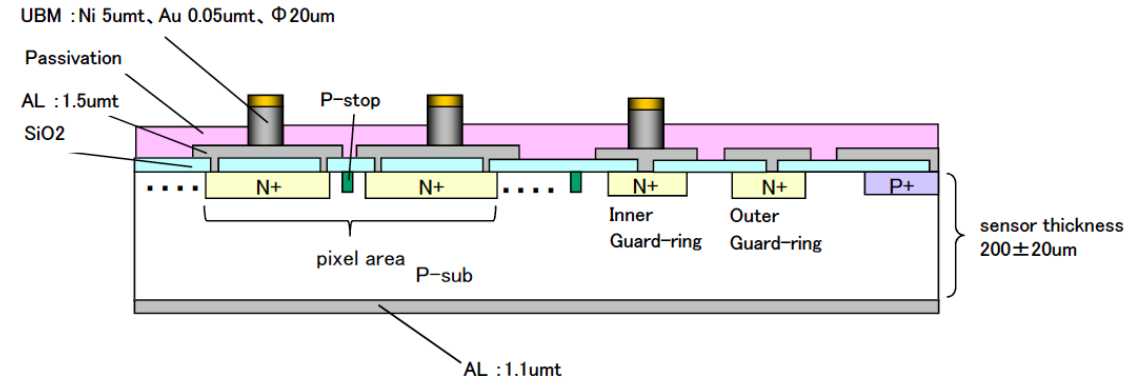 UBM :Ni 5umt、Au 0.05umt、Φ20um
Passivation
AL :1.5umt
P-stop
SiO2
N+
N+
N+
N+
P+
Inner
Guard-ring
Outer
Guard-ring
sensor thickness
200±20um
pixel area
P-sub
AL :1.1umt